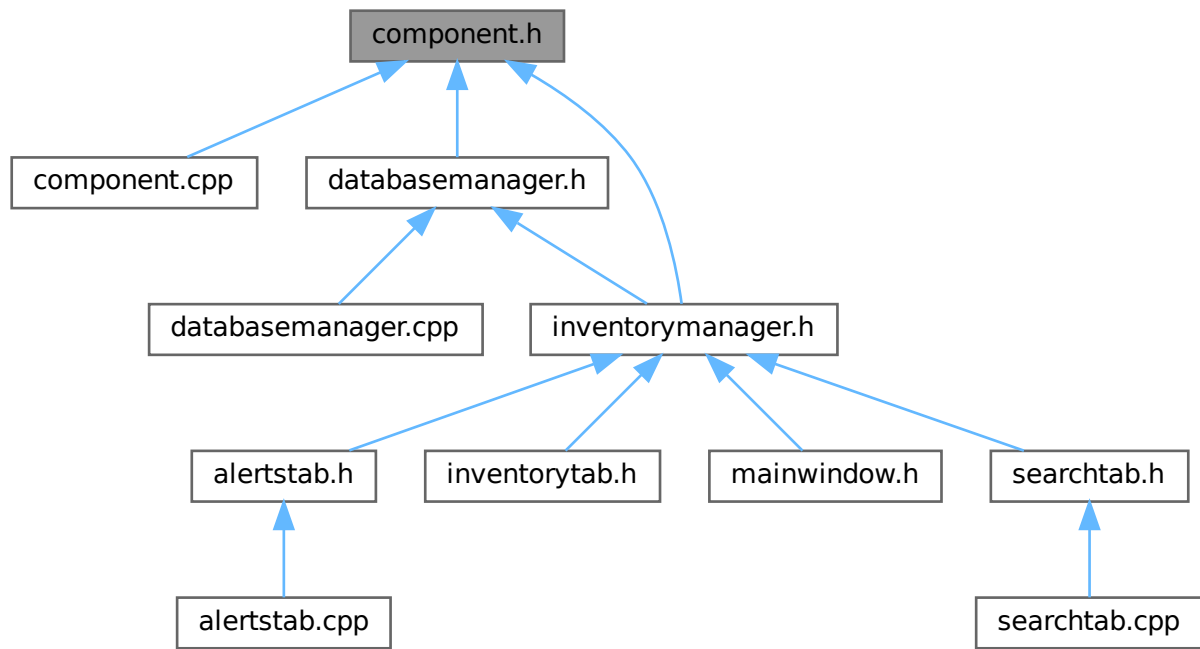 component.h
component.cpp
databasemanager.h
databasemanager.cpp
inventorymanager.h
alertstab.h
inventorytab.h
mainwindow.h
searchtab.h
alertstab.cpp
searchtab.cpp